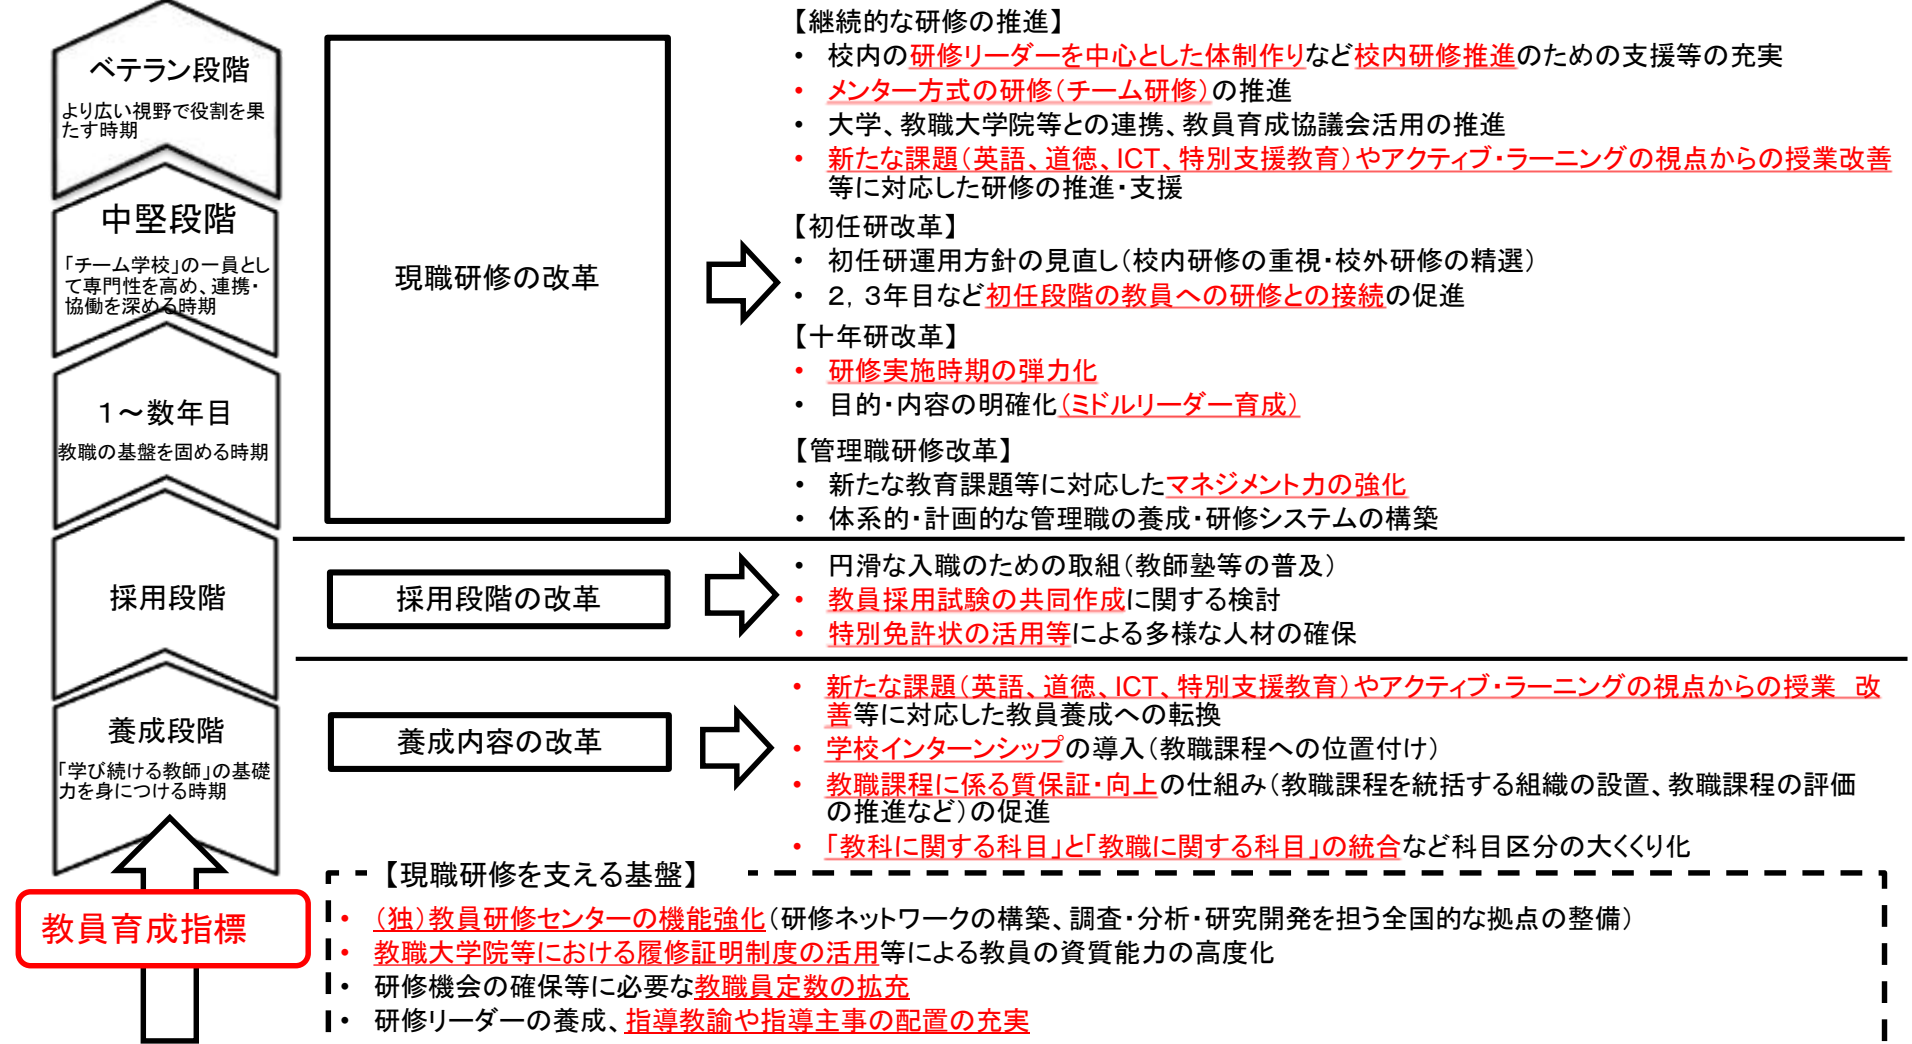 ベテラン段階
より広い視野で役割を果
たす時期
中堅段階
「チーム学校」の一員とし
て専門性を高め、連携・
協働を深める時期
１～数年目
教職の基盤を固める時期
採用段階
養成段階
「学び続ける教師」の基礎
力を身につける時期
教員育成指標
現職研修の改革
【継続的な研修の推進】
・ 校内の研修リーダーを中心とした体制作りなど校内研修推進のための支援等の充実
・ メンター方式の研修（チーム研修）の推進
・ 大学、教職大学院等との連携、教員育成協議会活用の推進
・ 新たな課題（英語、道徳、ICT、特別支援教育）やアクティブ・ラーニングの視点からの授業改善
等に対応した研修の推進・支援
【初任研改革】
・ 初任研運用方針の見直し（校内研修の重視・校外研修の精選）
・ ２，３年目など初任段階の教員への研修との接続の促進
【十年研改革】
・ 研修実施時期の弾力化
・ 目的・内容の明確化（ミドルリーダー育成）
【管理職研修改革】
・ 新たな教育課題等に対応したマネジメント力の強化
・ 体系的・計画的な管理職の養成・研修システムの構築
採用段階の改革
・ 円滑な入職のための取組（教師塾等の普及）
・ 教員採用試験の共同作成に関する検討
・ 特別免許状の活用等による多様な人材の確保
養成内容の改革
・ 新たな課題（英語、道徳、ICT、特別支援教育）やアクティブ・ラーニングの視点からの授業 改
善等に対応した教員養成への転換
・ 学校インターンシップの導入（教職課程への位置付け）
・ 教職課程に係る質保証・向上の仕組み（教職課程を統括する組織の設置、教職課程の評価
の推進など）の促進
・ 「教科に関する科目」と「教職に関する科目」の統合など科目区分の大くくり化
【現職研修を支える基盤】
・ （独）教員研修センターの機能強化（研修ネットワークの構築、調査・分析・研究開発を担う全国的な拠点の整備）
・ 教職大学院等における履修証明制度の活用等による教員の資質能力の高度化
・ 研修機会の確保等に必要な教職員定数の拡充
・ 研修リーダーの養成、指導教諭や指導主事の配置の充実